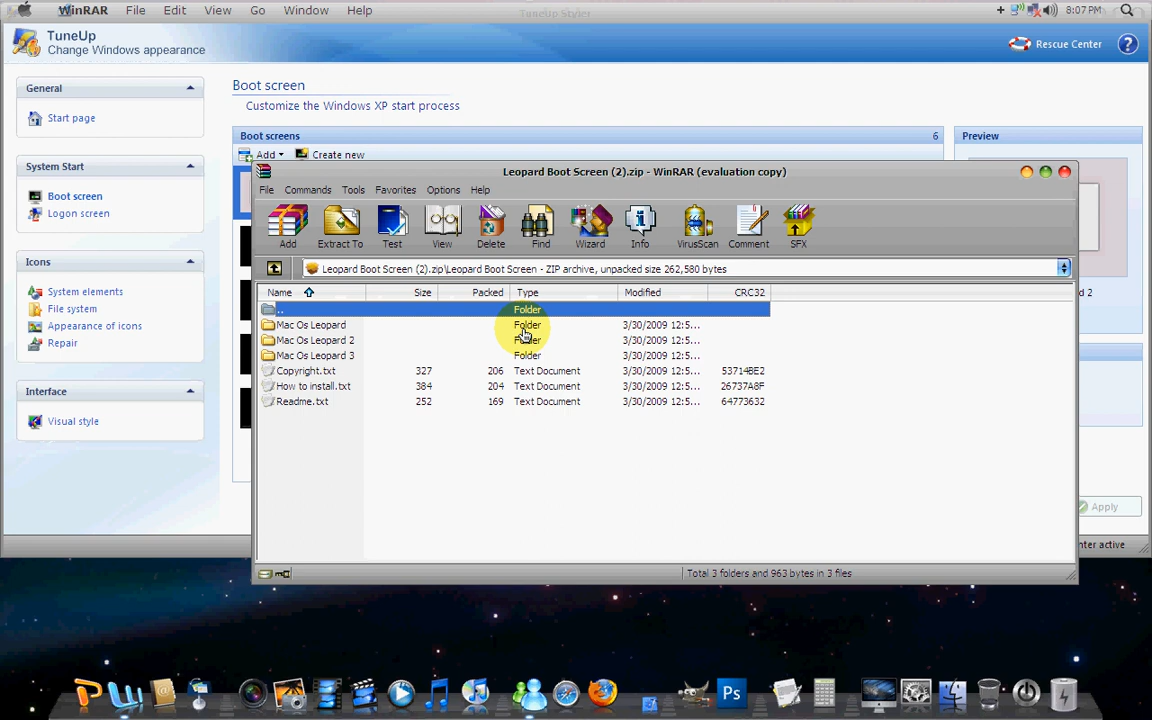 WinRAR File Edit View Go Window Help
TuneUp Styler
8:07PM
TuneUp
Change Windows appearance
Rescue Center
General
Start page
System Start
Boot screen
Logon screen
Icons
System elements
File system
Appearance of icons
Repair
Interface
Visual style
Boot screen
Customize the Windows XP start process
Boot screens 6
Add Create new
Preview
Leopard Boot Screen (2).zip - WinRAR (evaluation copy)
File Commands Tools Favorites Options Help
Add Extract To Test View Delete Find Wizard Info VirusScan Comment SFX
Leopard Boot Screen (2).zip\Leopard Boot Screen - ZIP archive, unpacked size 262,580 bytes
Name Size Packed Type Modified CRC32
.. Folder
Mac Os Leopard Folder 3/30/2009 12:5...
Mac Os Leopard 2 Folder 3/30/2009 12:5...
Mac Os Leopard 3 Folder 3/30/2009 12:5...
Copyright.txt 327 206 Text Document 3/30/2009 12:5... 53714BE2
How to install.txt 384 204 Text Document 3/30/2009 12:5... 26737A8F
Readme.txt 252 169 Text Document 3/30/2009 12:5... 64773632
Total 3 folders and 963 bytes in 3 files
d 2
Apply
nter active
Ps